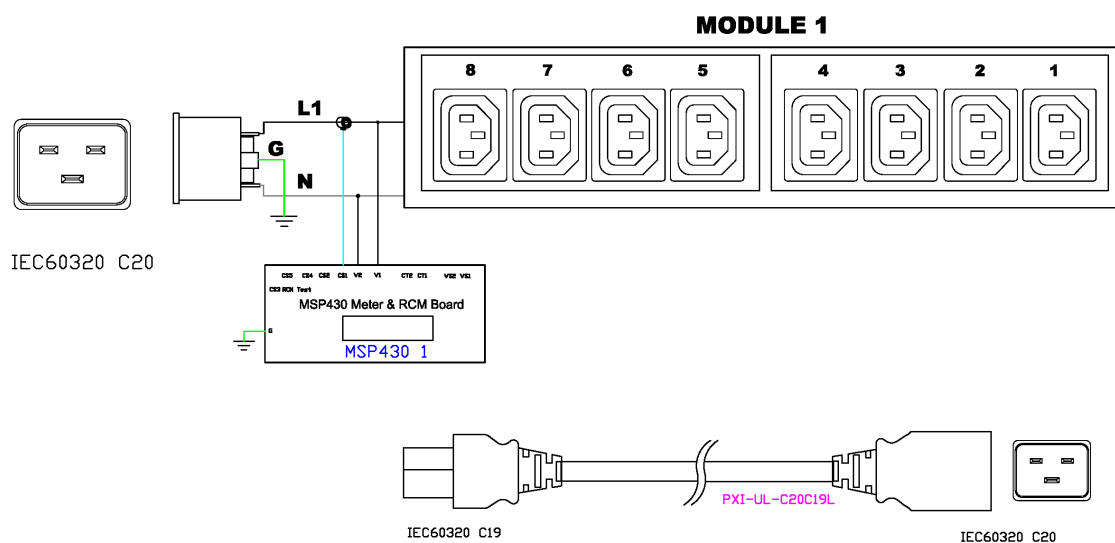 MODULE 1
8 7 6 5 4 3 2 1
L1
G
N
IEC60320 C20
CS5 CS4 CS2 CS1 V2 V1 CT2 CT1 VS2 VS1
CS3 RCM Test
MSP430 Meter & RCM Board
G
MSP430 1
PXI-UL-C20C19L
IEC60320 C19
IEC60320 C20